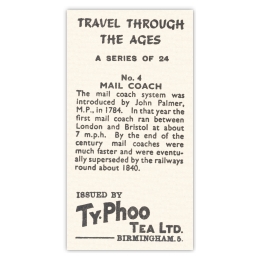 TRAVEL THROUGH
THE AGES
A SERIES OF 24
No. 4
MAIL COACH
The mail coach system was
introduced by John Palmer,
M.P., in 1784. In that year the
first mail coach ran between
London and Bristol at about
7 m.p.h. By the end of the
century mail coaches were
much faster and were eventu-
ally superseded by the railways
round about 1840.
ISSUED BY
Ty·Phoo
TEA LTD.
BIRMINGHAM.5.